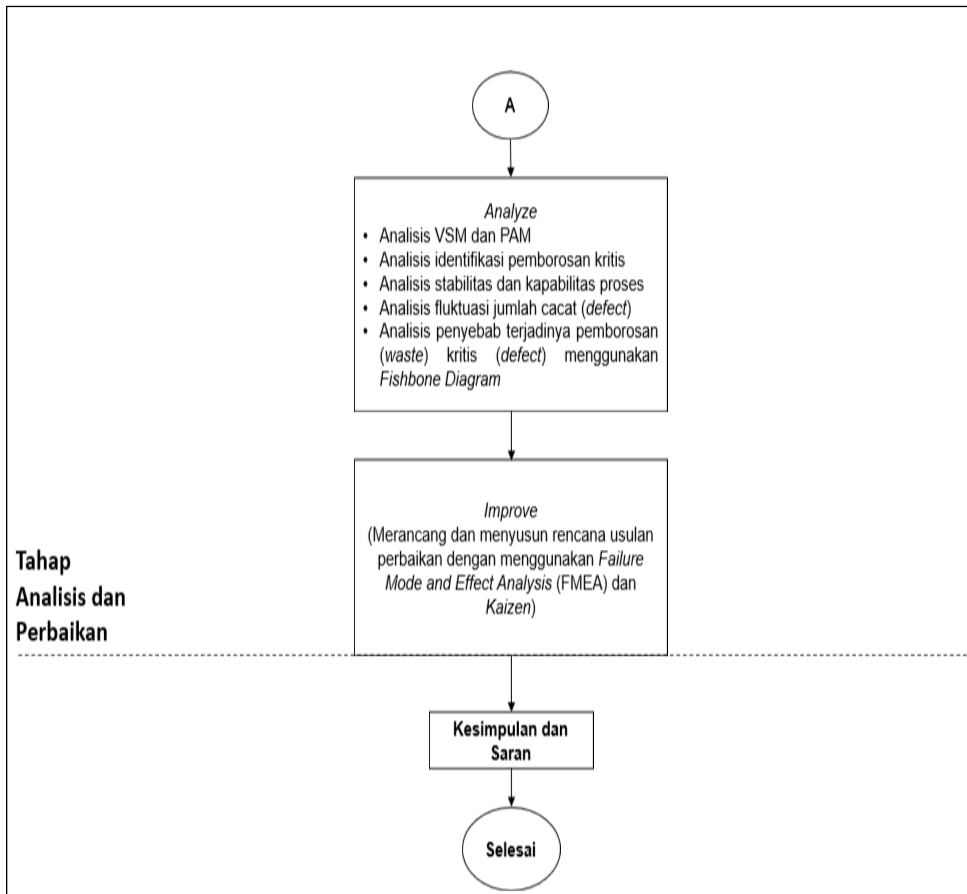 A
Analyze
• Analisis VSM dan PAM
• Analisis identifikasi pemborosan kritis
• Analisis stabilitas dan kapabilitas proses
• Analisis fluktuasi jumlah cacat (defect)
• Analisis penyebab terjadinya pemborosan
(waste) kritis (defect) menggunakan
Fishbone Diagram
Improve
(Merancang dan menyusun rencana usulan
perbaikan dengan menggunakan Failure
Mode and Effect Analysis (FMEA) dan
Kaizen)
Tahap
Analisis dan
Perbaikan
Kesimpulan dan
Saran
Selesai